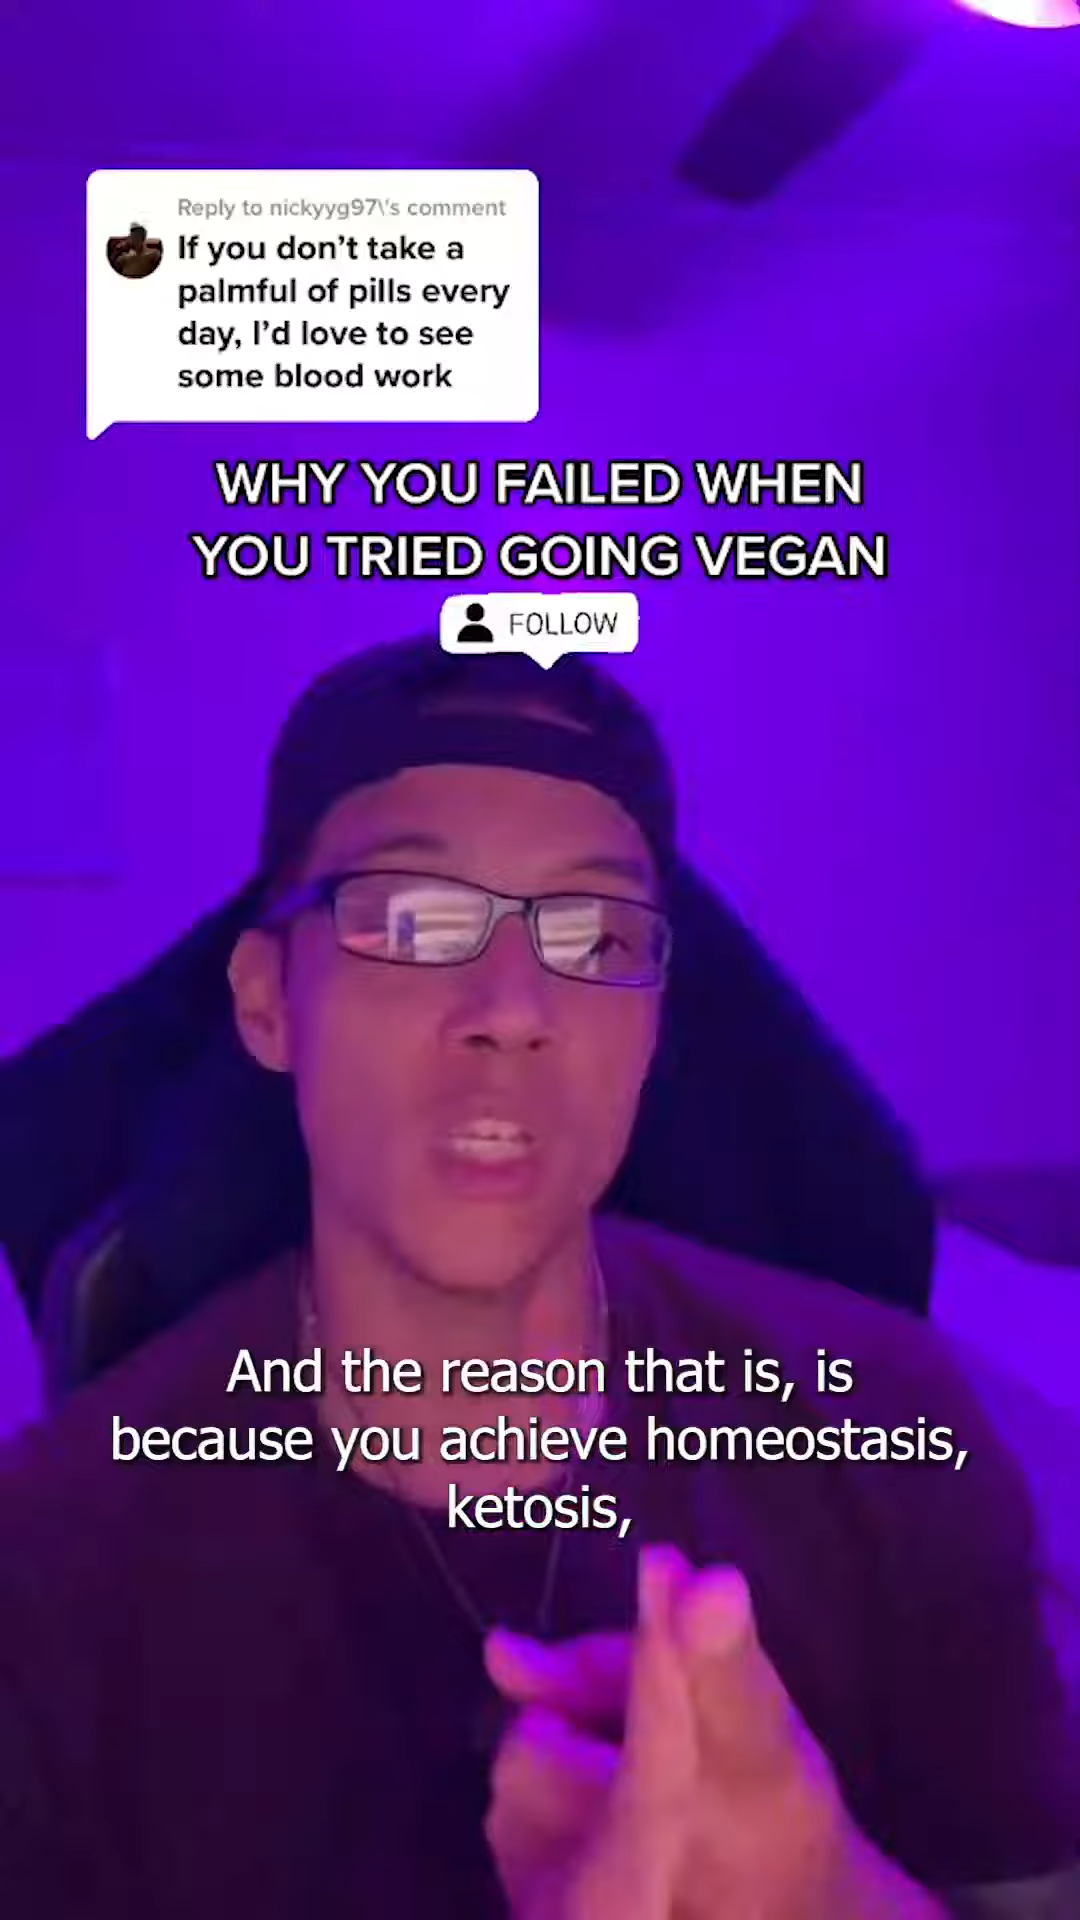 Reply to nickyyg97\'s comment
If you don’t take a
palmful of pills every
day, I’d love to see
some blood work
WHY YOU FAILED WHEN
YOU TRIED GOING VEGAN
FOLLOW
And the reason that is, is
because you achieve homeostasis,
ketosis,